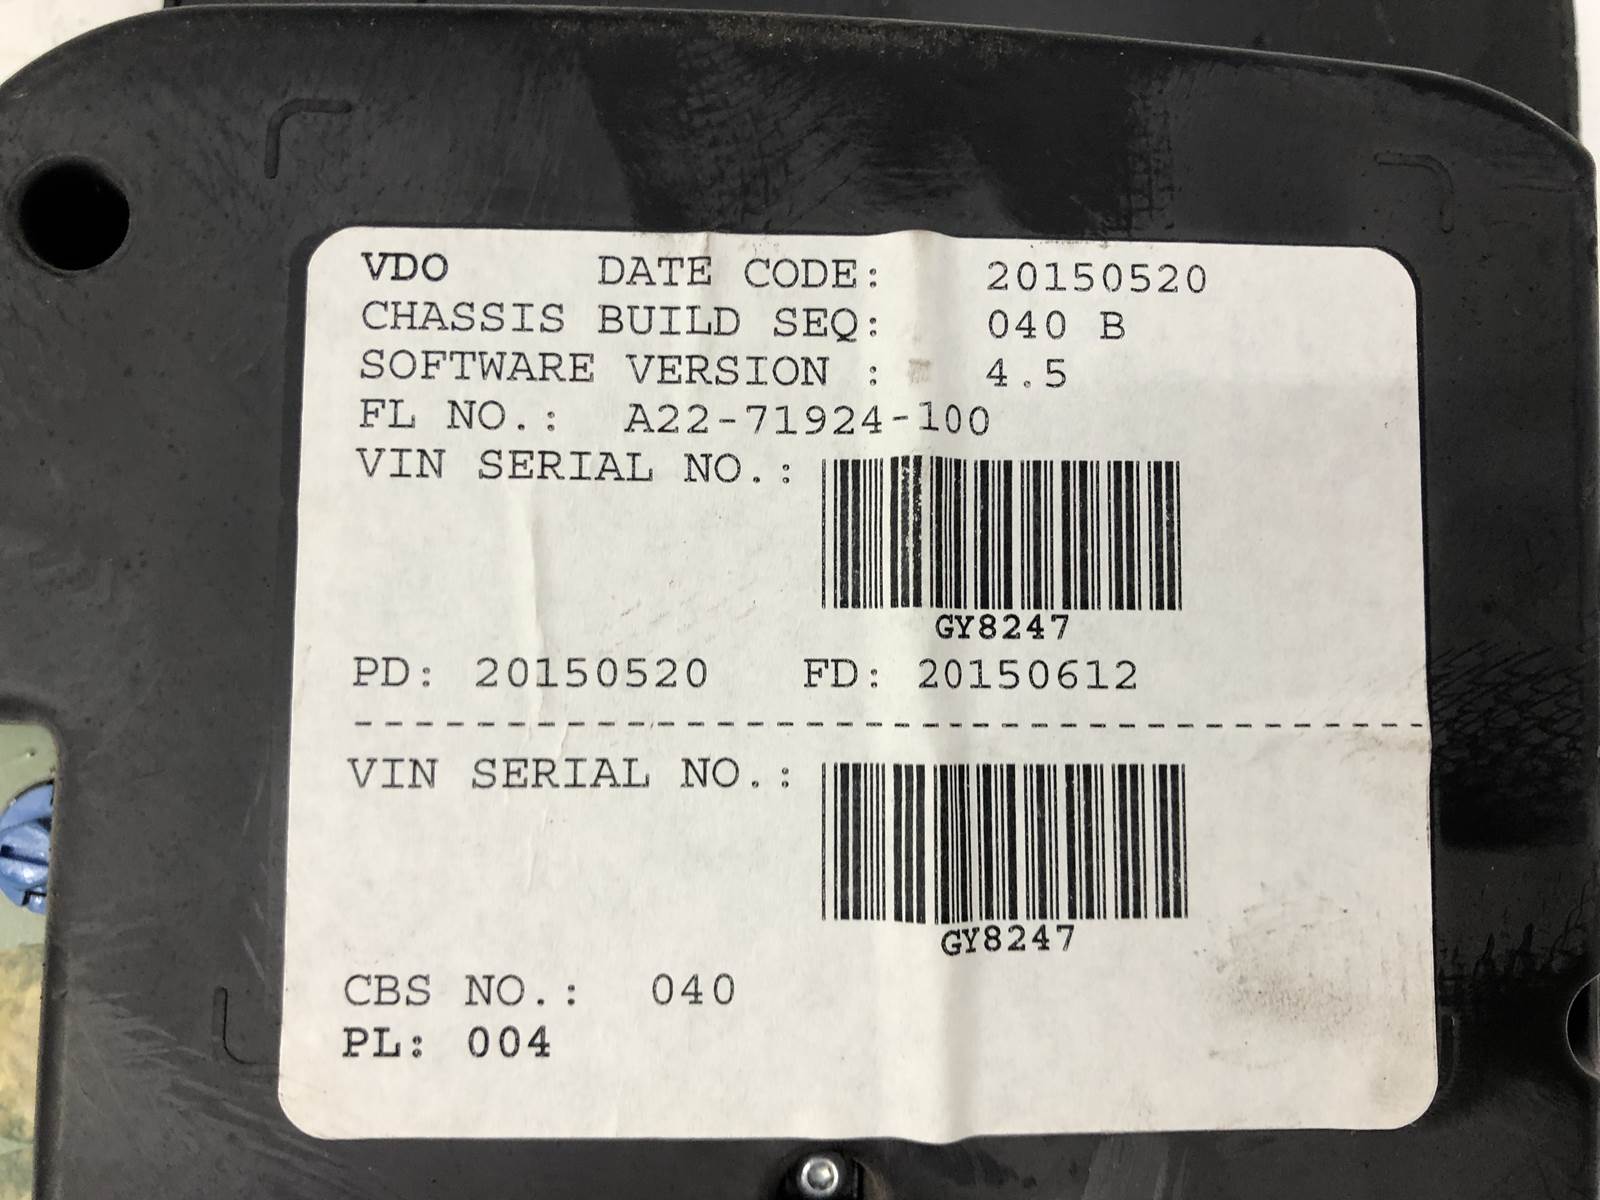 VDO DATE CODE: 20150520
CHASSIS BUILD SEQ: 040 B
SOFTWARE VERSION : 4.5
FL NO.: A22-71924-100
VIN SERIAL NO.:
GY8247
PD: 20150520 FD: 20150612
VIN SERIAL NO.:
GY8247
CBS NO.: 040
PL: 004